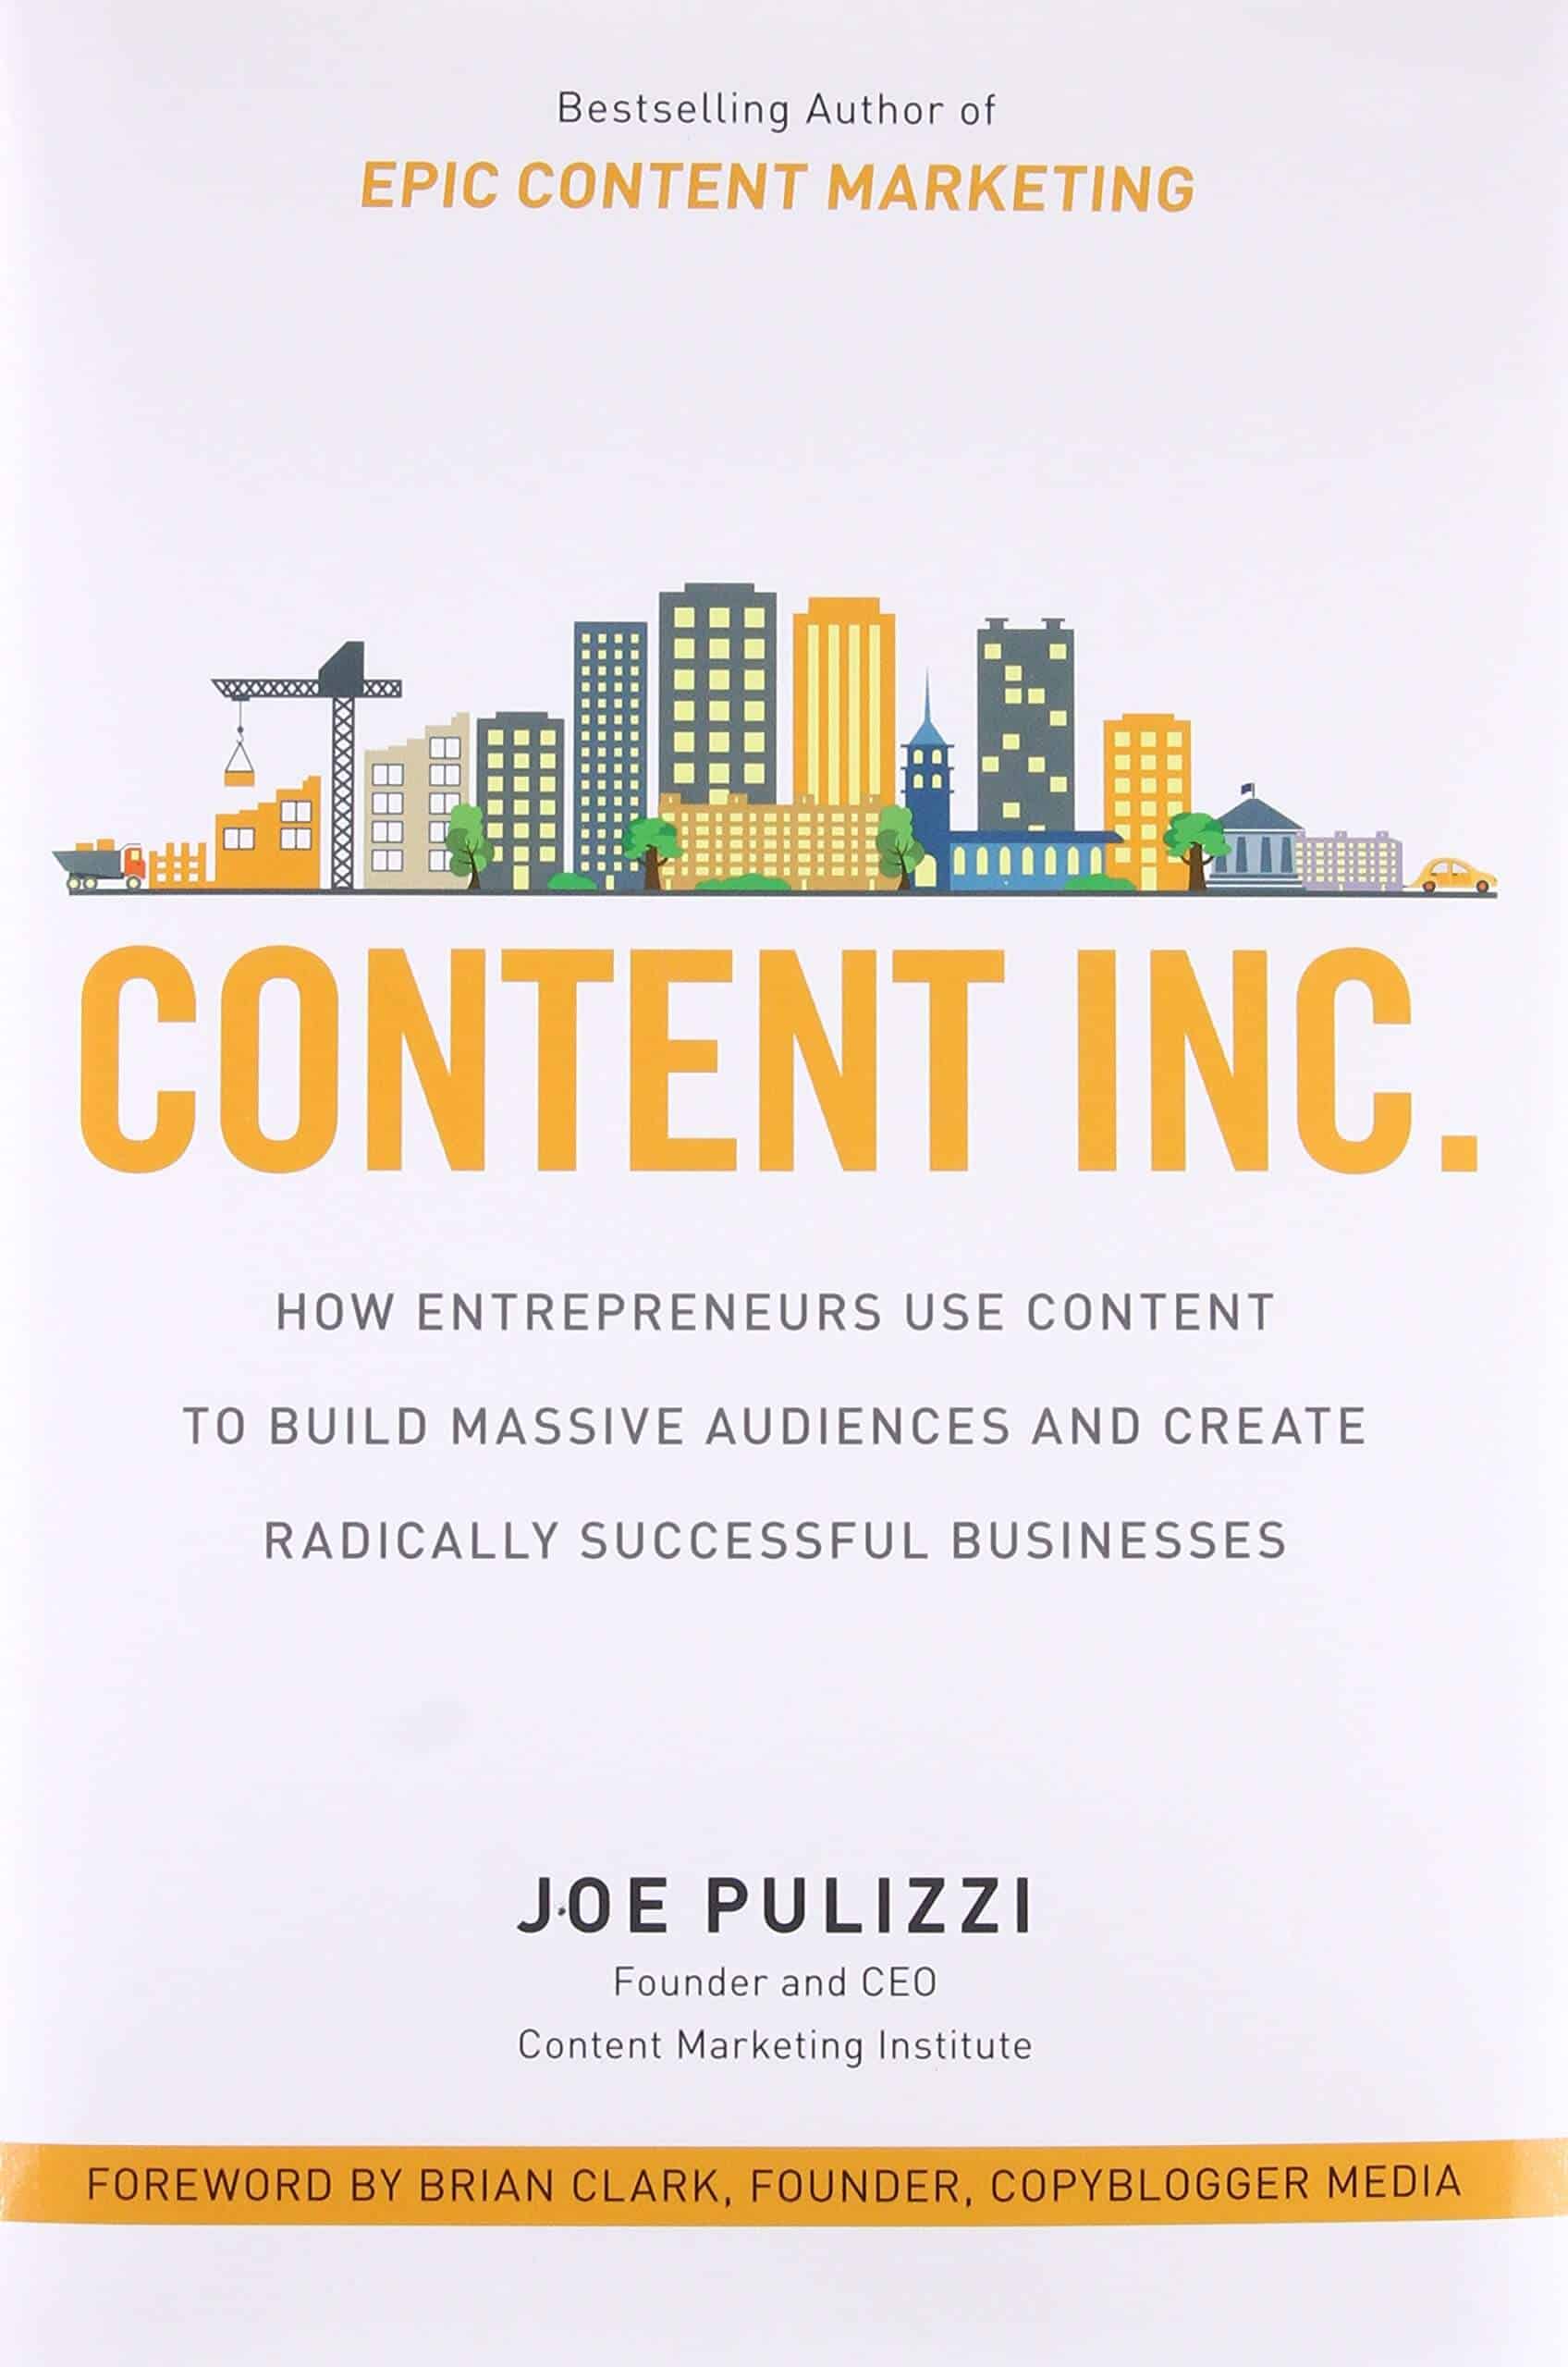 Bestselling Author of
EPIC CONTENT MARKETING
CONTENT INC.
HOW ENTREPRENEURS USE CONTENT
TO BUILD MASSIVE AUDIENCES AND CREATE
RADICALLY SUCCESSFUL BUSINESSES
JOE PULIZZI
Founder and CEO
Content Marketing Institute
FOREWORD BY BRIAN CLARK, FOUNDER, COPYBLOGGER MEDIA